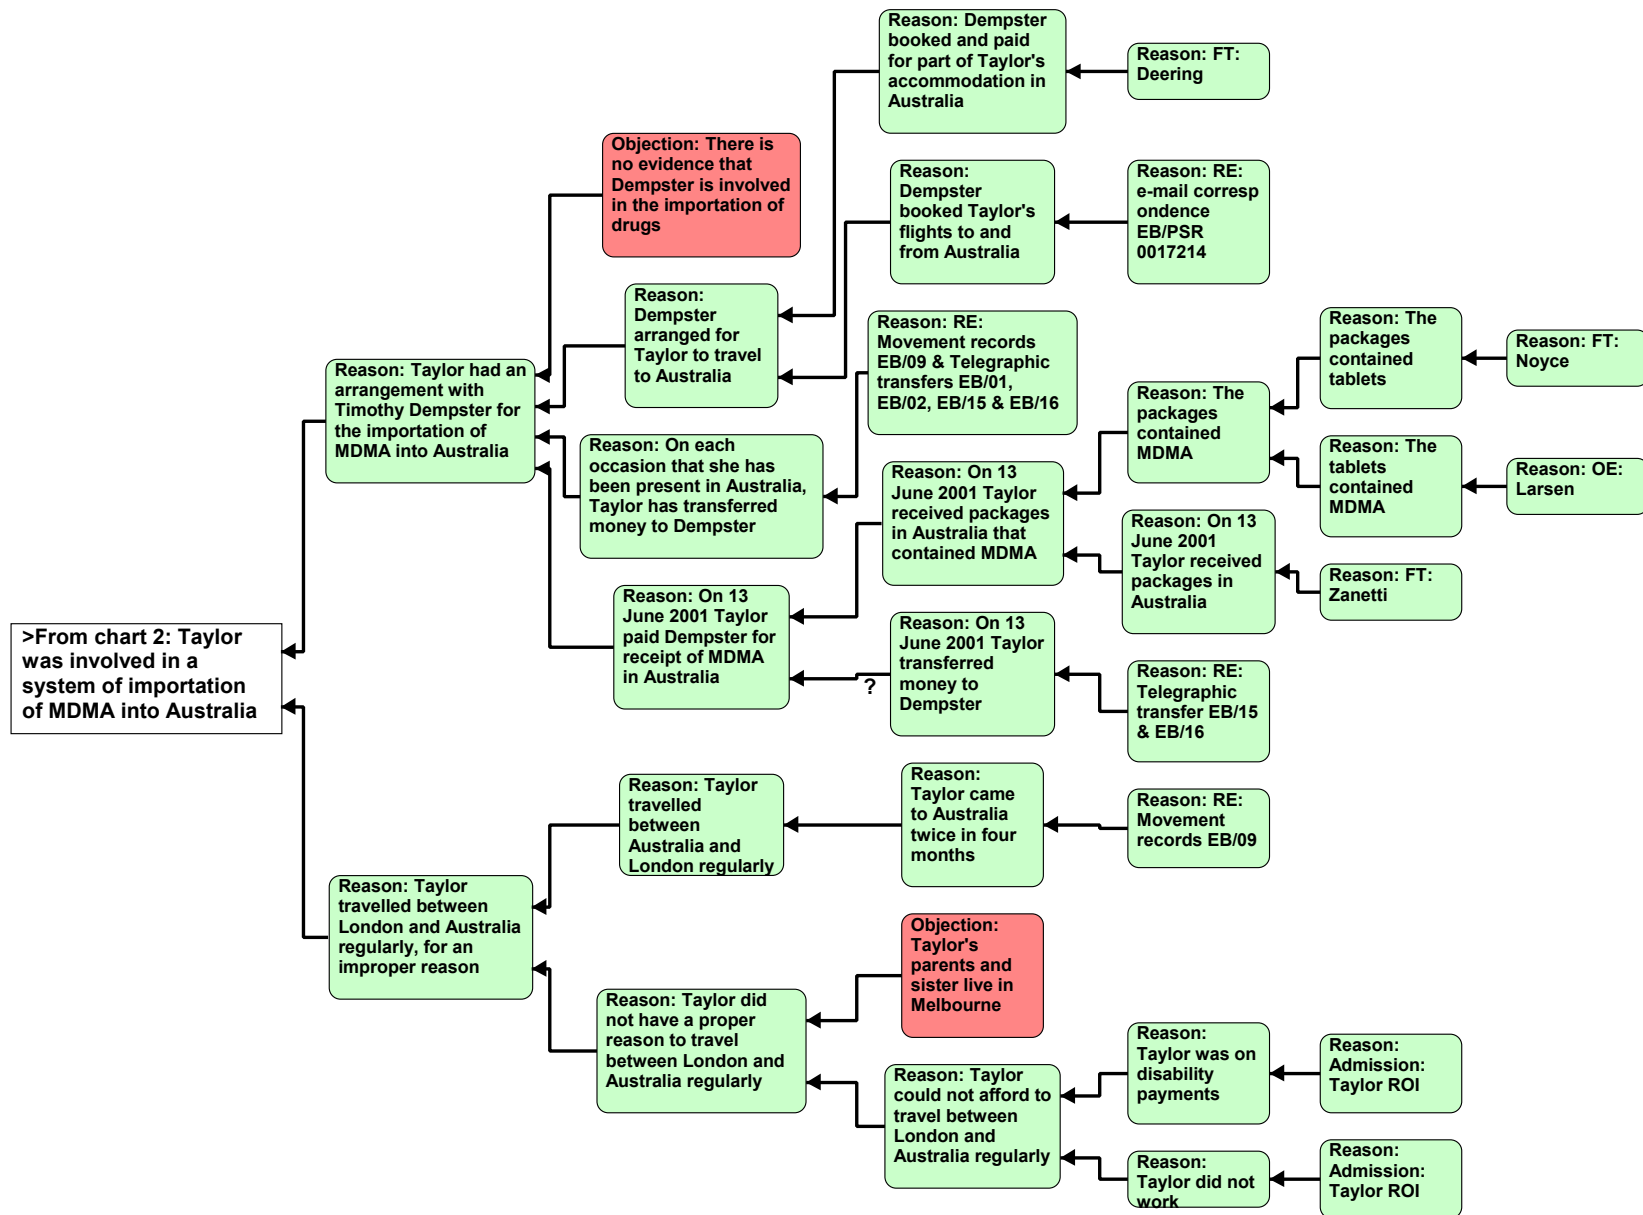 Reason: Dempster
booked and paid
for part of Taylor's
accommodation in
Australia
Reason: FT:
Deering
Objection: There is
no evidence that
Dempster is involved
in the importation of
drugs
Reason:
Dempster
booked Taylor's
flights to and
from Australia
Reason: RE:
e-mail corresp
ondence
EB/PSR
0017214
Reason:
Dempster
arranged for
Taylor to travel
to Australia
Reason: RE:
Movement records
EB/09 & Telegraphic
transfers EB/01,
EB/02, EB/15 & EB/16
Reason: The
packages
contained
tablets
Reason: FT:
Noyce
Reason: Taylor had an
arrangement with
Timothy Dempster for
the importation of
MDMA into Australia
Reason: The
packages
contained
MDMA
Reason: On each
occasion that she has
been present in Australia,
Taylor has transferred
money to Dempster
Reason: On 13
June 2001 Taylor
received packages
in Australia that
contained MDMA
Reason: The
tablets
contained
MDMA
Reason: OE:
Larsen
Reason: On 13
June 2001
Taylor received
packages in
Australia
Reason: FT:
Zanetti
Reason: On 13
June 2001 Taylor
paid Dempster for
receipt of MDMA
in Australia
Reason: On 13
June 2001 Taylor
transferred
money to
Dempster
?
Reason: RE:
Telegraphic
transfer EB/15
& EB/16
>From chart 2: Taylor
was involved in a
system of importation
of MDMA into Australia
Reason: Taylor
travelled
between
Australia and
London regularly
Reason:
Taylor came
to Australia
twice in four
months
Reason: RE:
Movement
records EB/09
Reason: Taylor
travelled between
London and Australia
regularly, for an
improper reason
Objection:
Taylor's
parents and
sister live in
Melbourne
Reason: Taylor did
not have a proper
reason to travel
between London and
Australia regularly
Reason: Taylor
could not afford to
travel between
London and
Australia regularly
Reason:
Taylor was on
disability
payments
Reason:
Admission:
Taylor ROI
Reason:
Taylor did not
work
Reason:
Admission:
Taylor ROI